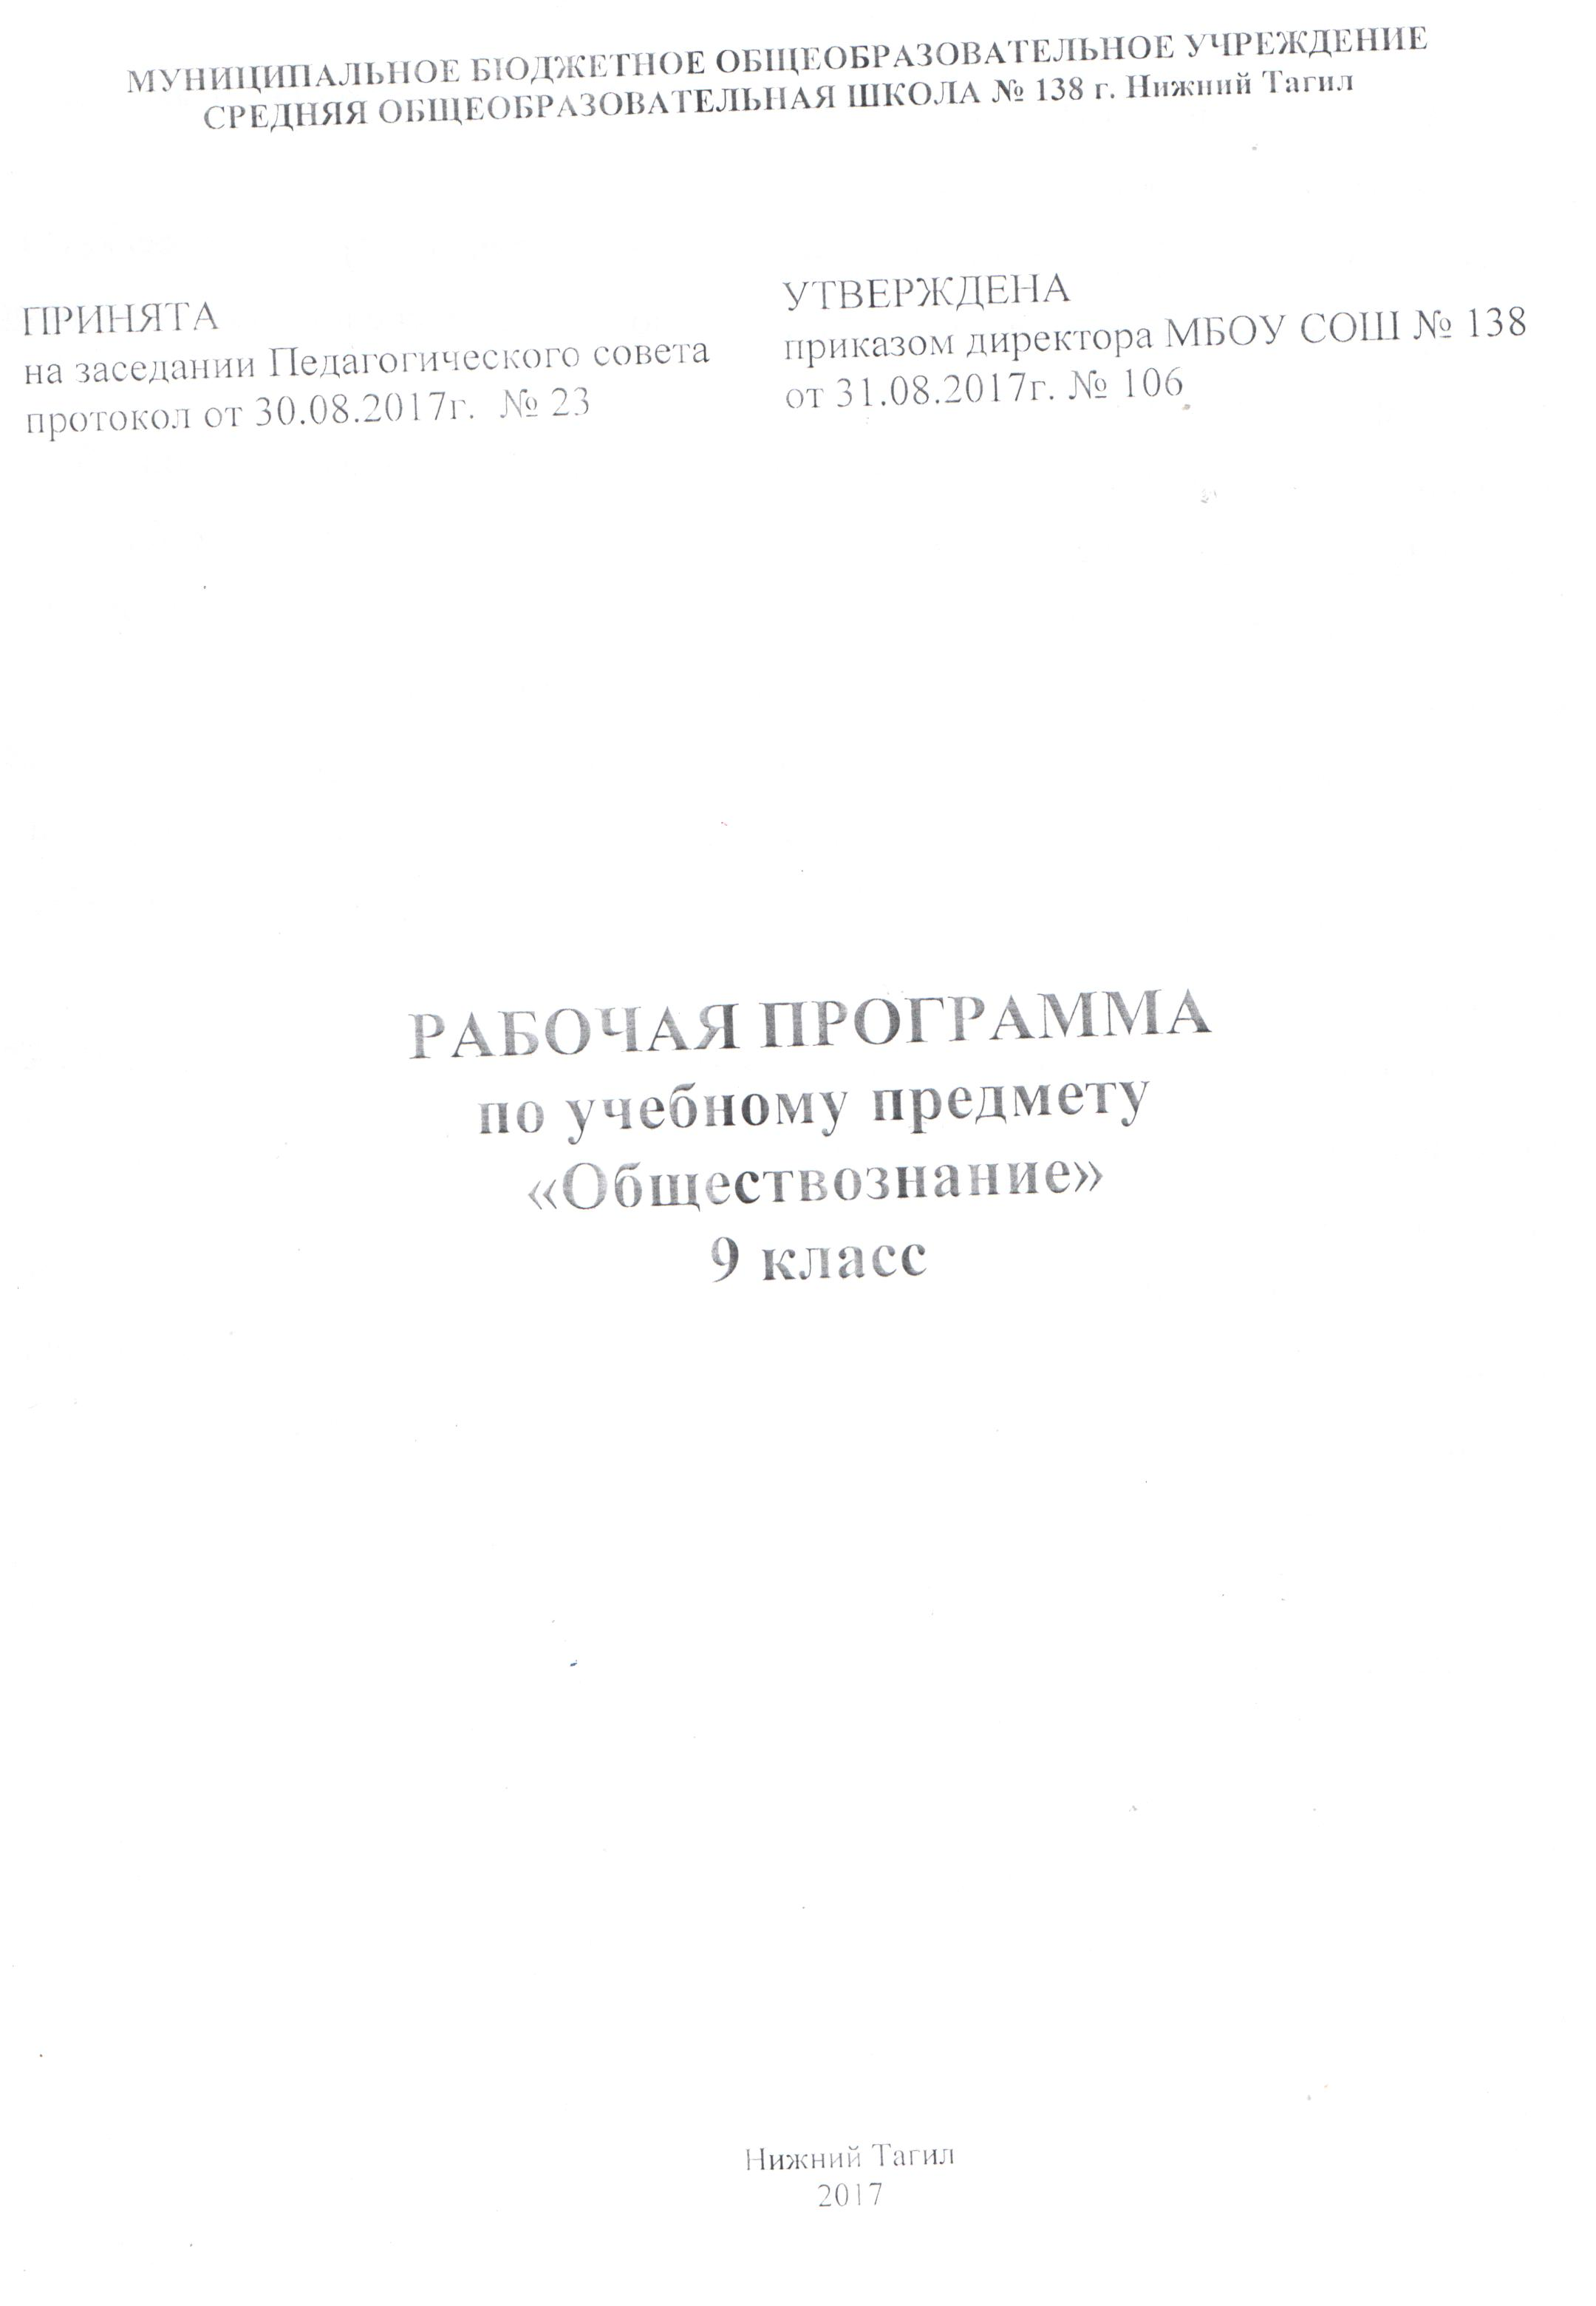 МУНИЦИПАЛЬНОЕ БЮДЖЕТНОЕ ОБЩЕОБРАЗОВАТЕЛЬНОЕ УЧРЕЖДЕНИЕ
СРЕДНЯЯ ОБЩЕОБРАЗОВАТЕЛЬНАЯ ШКОЛА № 138 г. Нижний Тагил
ПРИНЯТА
на заседании Педагогического совета
протокол от 30.08.2017г. № 23
УТВЕРЖДЕНА
приказом директора МБОУ СОШ № 138
от 31.08.2017г. № 106
РАБОЧАЯ ПРОГРАММА
по учебному предмету
«Обществознание»
9 класс
Нижний Тагил
2017